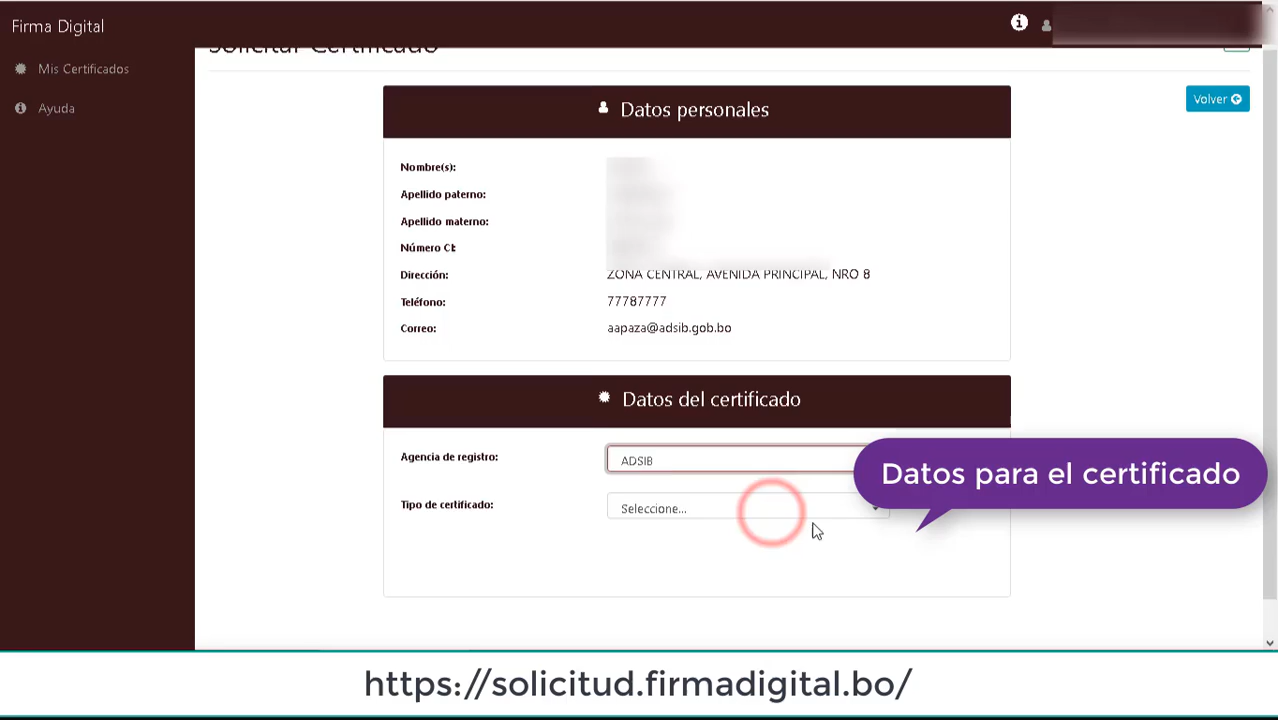 Firma Digital
Mis Certificados
Ayuda
Solicitar Certificado
Volver
Datos personales
Nombre(s):
Apellido paterno:
Apellido materno:
Número CI:
Dirección: ZONA CENTRAL, AVENIDA PRINCIPAL, NRO 8
Teléfono: 77787777
Correo: aapaza@adsib.gob.bo
Datos del certificado
Agencia de registro: ADSIB
Datos para el certificado
Tipo de certificado: Seleccione...
https://solicitud.firmadigital.bo/